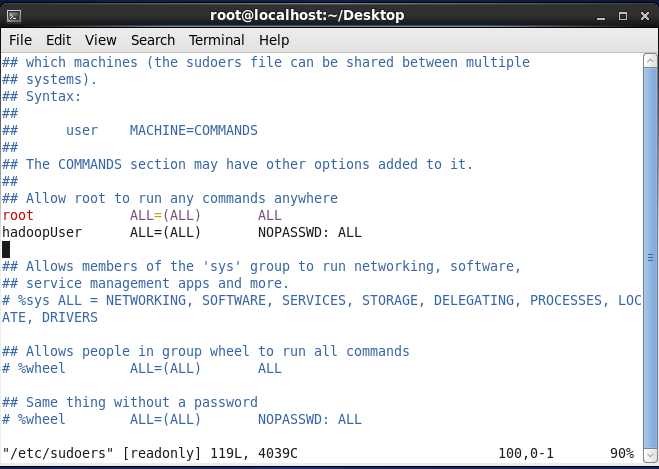 root@localhost:~/Desktop
File Edit View Search Terminal Help
## which machines (the sudoers file can be shared between multiple
## systems).
## Syntax:
##
##      user    MACHINE=COMMANDS
##
## The COMMANDS section may have other options added to it.
##
## Allow root to run any commands anywhere
root            ALL=(ALL)       ALL
hadoopUser      ALL=(ALL)       NOPASSWD: ALL
## Allows members of the 'sys' group to run networking, software,
## service management apps and more.
# %sys ALL = NETWORKING, SOFTWARE, SERVICES, STORAGE, DELEGATING, PROCESSES, LOC
ATE, DRIVERS
## Allows people in group wheel to run all commands
# %wheel        ALL=(ALL)       ALL
## Same thing without a password
# %wheel        ALL=(ALL)       NOPASSWD: ALL
"/etc/sudoers" [readonly] 119L, 4039C                         100,0-1       90%